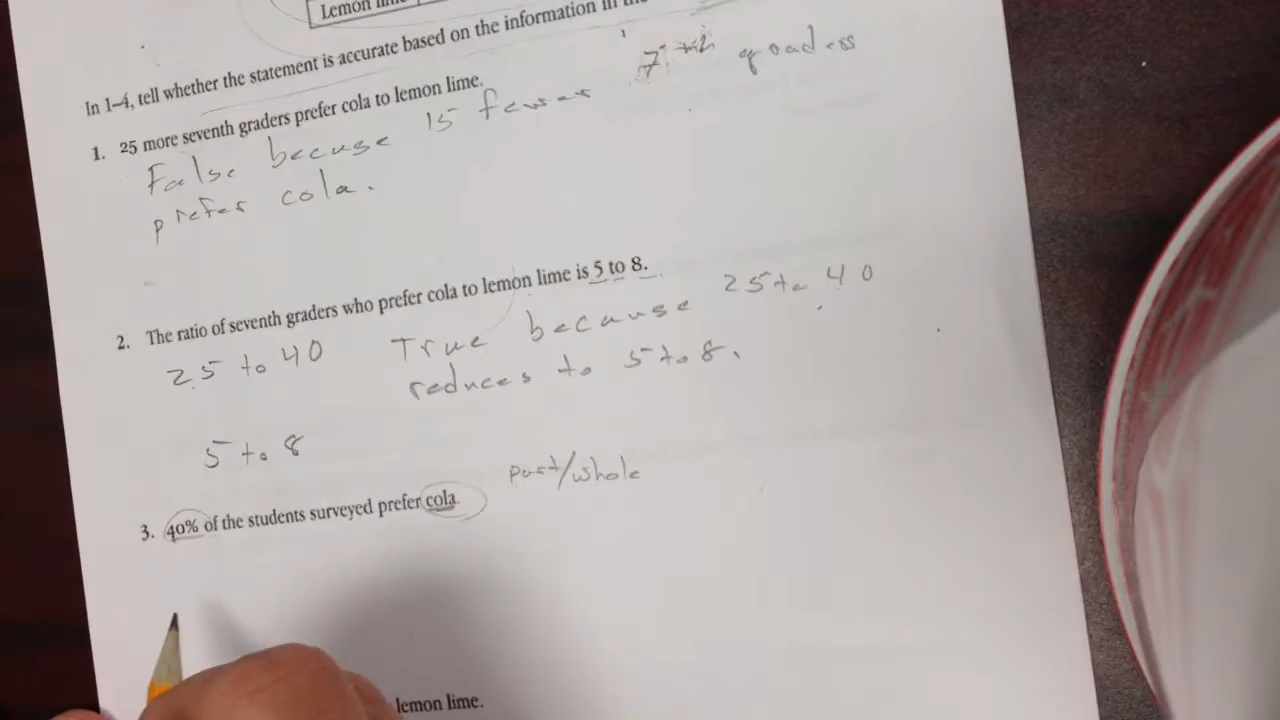 Lemon lime
In 1–4, tell whether the statement is accurate based on the information in the
1. 25 more seventh graders prefer cola to lemon lime.
False becuse 15 fewer 7th graders
prefer cola.
2. The ratio of seventh graders who prefer cola to lemon lime is 5 to 8.
25 to 40 True because 25 to 40
reduces to 5 to 8.
5 to 8
part/whole
3. 40% of the students surveyed prefer cola.
lemon lime.